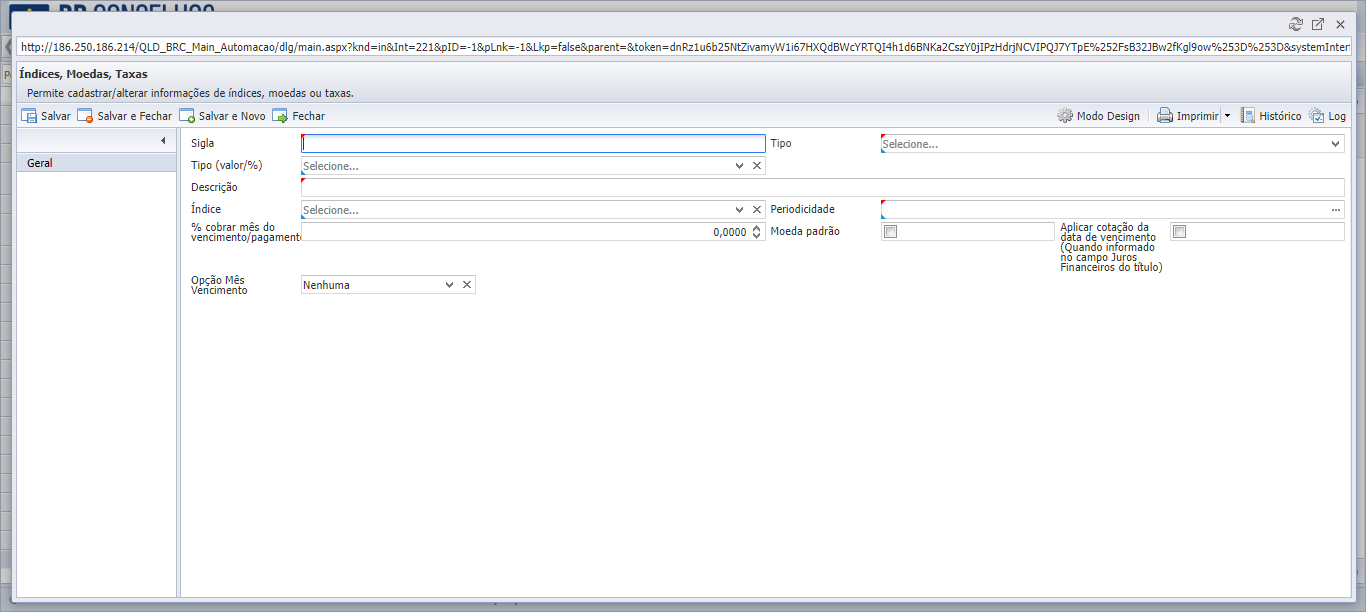 BR CONSELHOS
http://186.250.186.214/QLD_BRC_Main_Automacao/dlg/main.aspx?knd=in&Int=221&pID=-1&pLnk=-1&Lkp=false&parent=&token=dnRz1u6b25NtZivamyW1i67HXQdBWcYRTQI4h1d6BNKa2CszY0jIPzHdrjNCVIPQJ7YTpE%252FsB32JBw2fKgl9ow%253D%253D&systemInter
Índices, Moedas, Taxas
Permite cadastrar/alterar informações de índices, moedas ou taxas.
Salvar Salvar e Fechar Salvar e Novo Fechar Modo Design Imprimir Histórico Log
Geral
Sigla Tipo Selecione...
Tipo (valor/%) Selecione...
Descrição
Índice Selecione... Periodicidade ...
% cobrar mês do
vencimento/pagamento 0,0000 Moeda padrão
Aplicar cotação da
data de vencimento
(Quando informado
no campo Juros
Financeiros do título)
Opção Mês
Vencimento Nenhuma